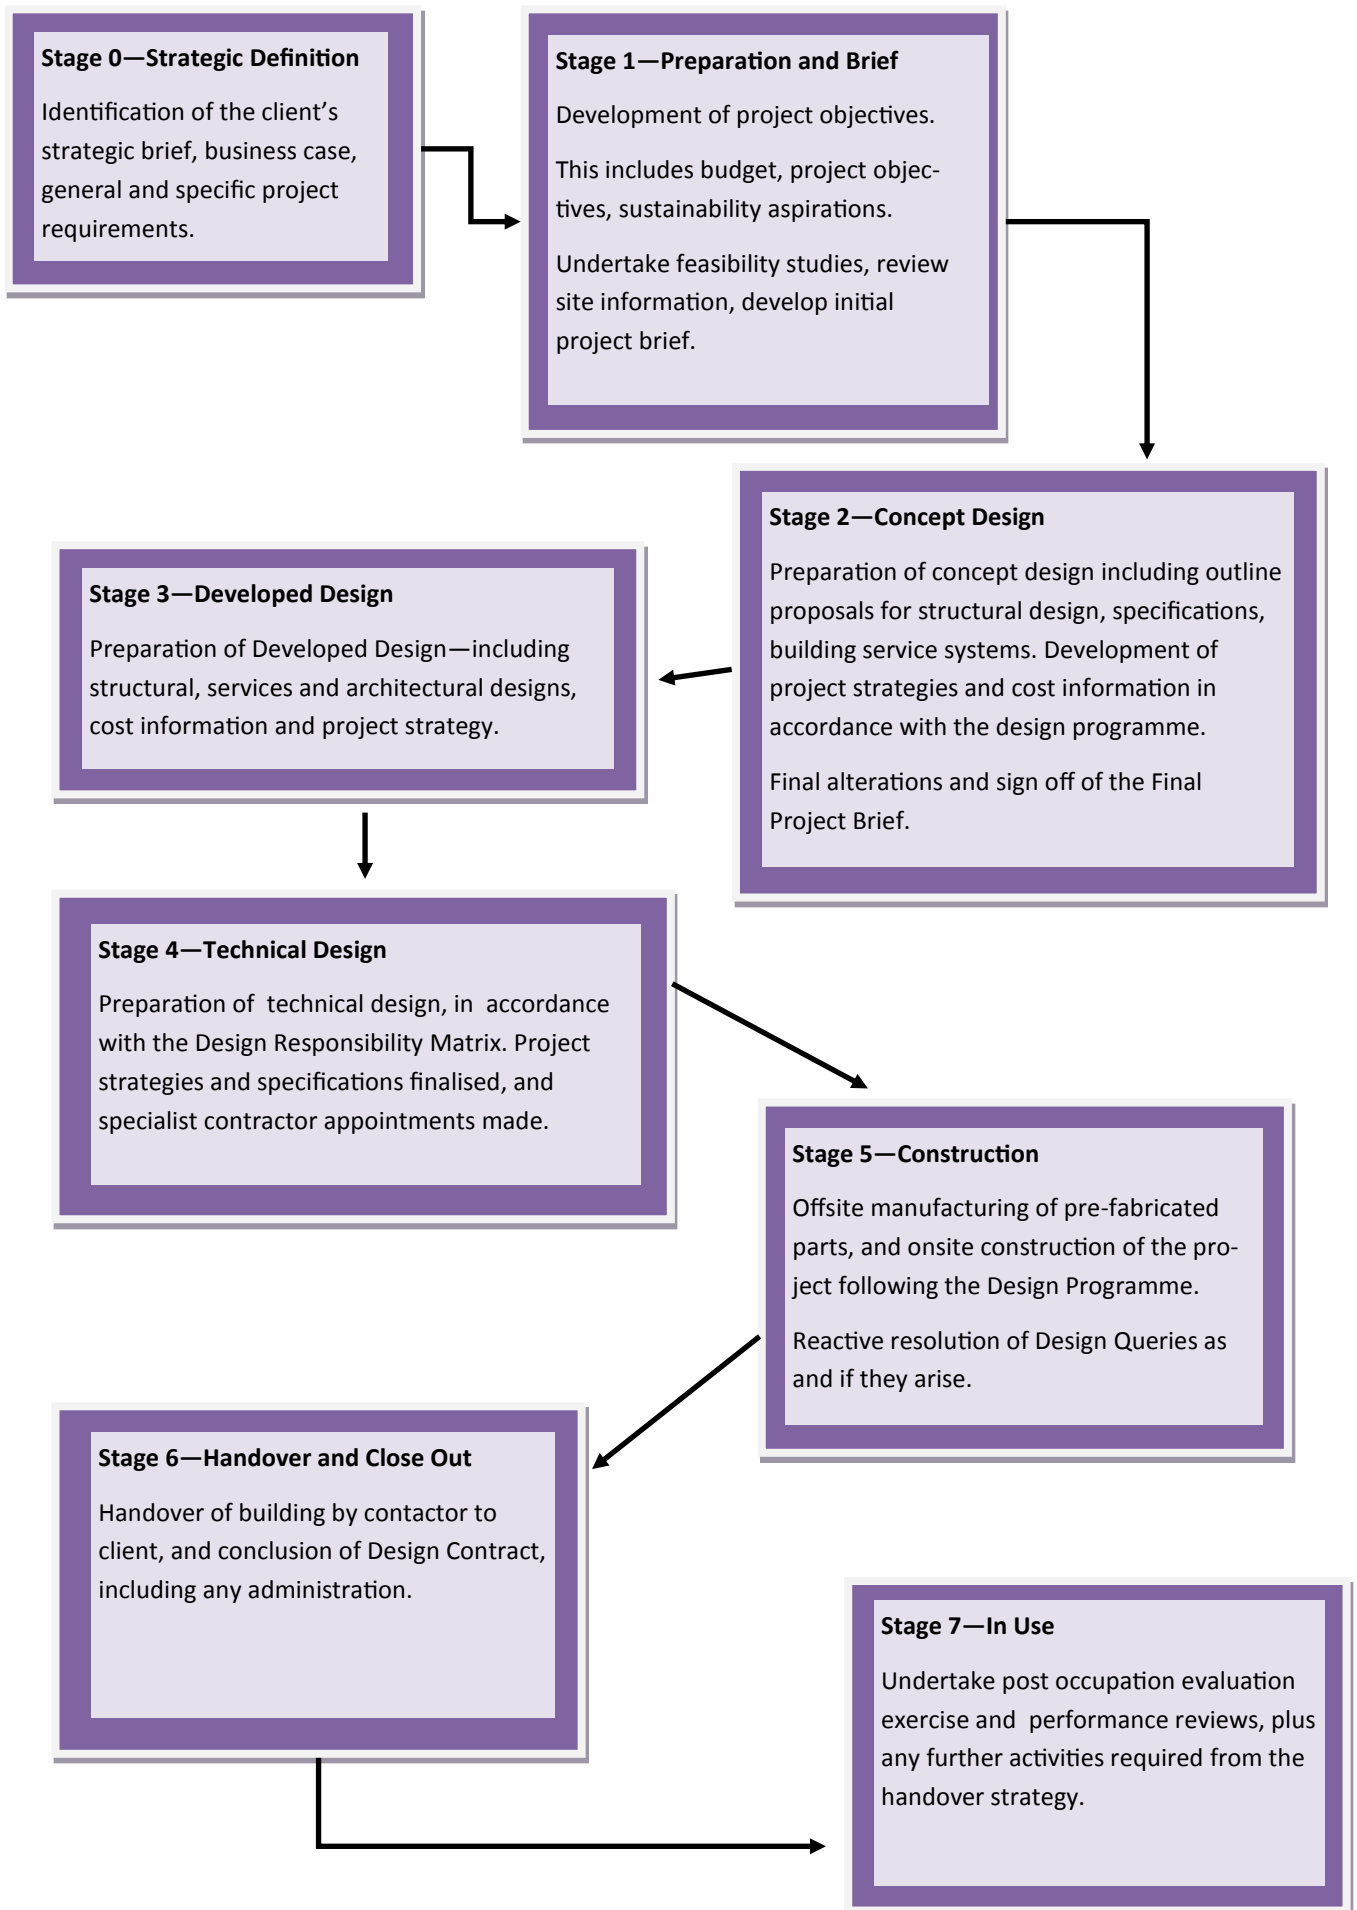 Stage 0—Strategic Definition
Identification of the client’s
strategic brief, business case,
general and specific project
requirements.
Stage 1—Preparation and Brief
Development of project objectives.
This includes budget, project objec-
tives, sustainability aspirations.
Undertake feasibility studies, review
site information, develop initial
project brief.
Stage 2—Concept Design
Preparation of concept design including outline
proposals for structural design, specifications,
building service systems. Development of
project strategies and cost information in
accordance with the design programme.
Final alterations and sign off of the Final
Project Brief.
Stage 3—Developed Design
Preparation of Developed Design—including
structural, services and architectural designs,
cost information and project strategy.
Stage 4—Technical Design
Preparation of  technical design, in  accordance
with the Design Responsibility Matrix. Project
strategies and specifications finalised, and
specialist contractor appointments made.
Stage 5—Construction
Offsite manufacturing of pre-fabricated
parts, and onsite construction of the pro-
ject following the Design Programme.
Reactive resolution of Design Queries as
and if they arise.
Stage 6—Handover and Close Out
Handover of building by contactor to
client, and conclusion of Design Contract,
including any administration.
Stage 7—In Use
Undertake post occupation evaluation
exercise and  performance reviews, plus
any further activities required from the
handover strategy.